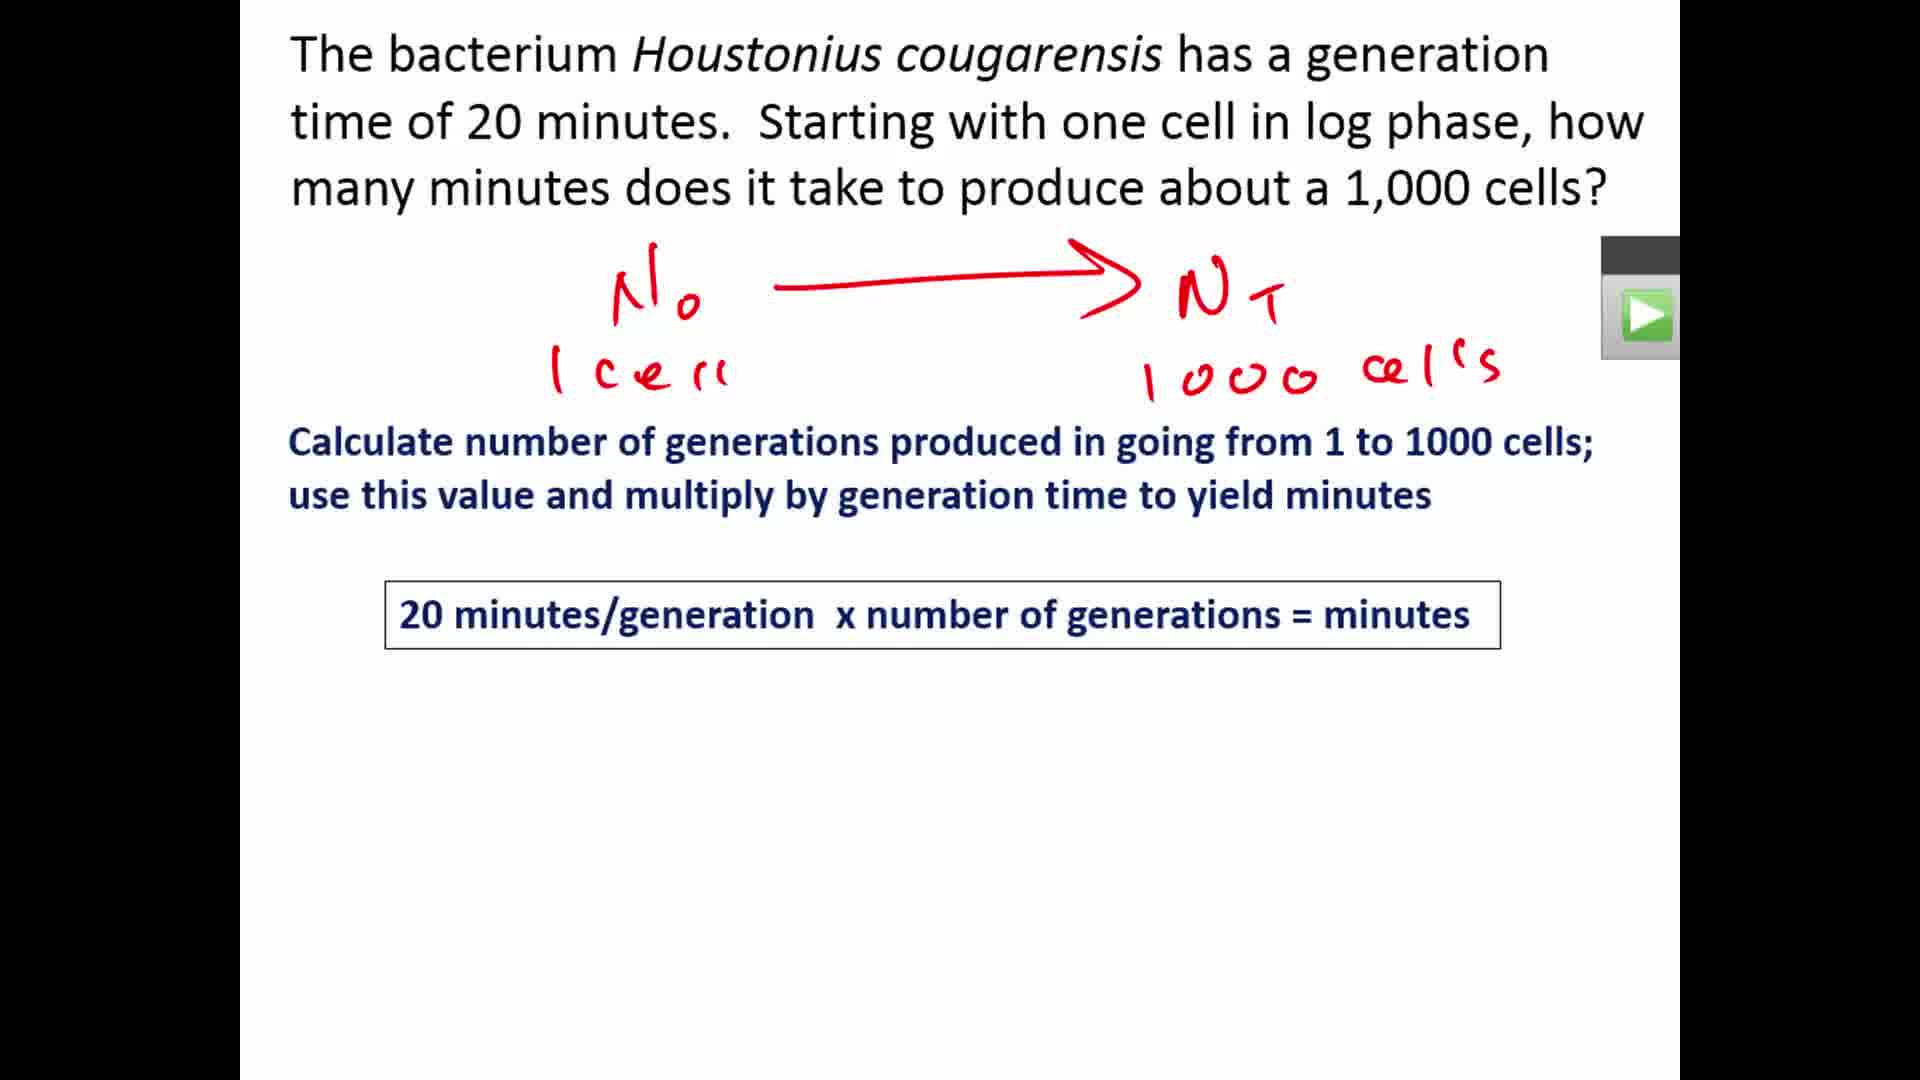 The bacterium Houstonius cougarensis has a generation
time of 20 minutes.  Starting with one cell in log phase, how
many minutes does it take to produce about a 1,000 cells?
No NT
1 cell 1000 cells
Calculate number of generations produced in going from 1 to 1000 cells;
use this value and multiply by generation time to yield minutes
20 minutes/generation  x number of generations = minutes